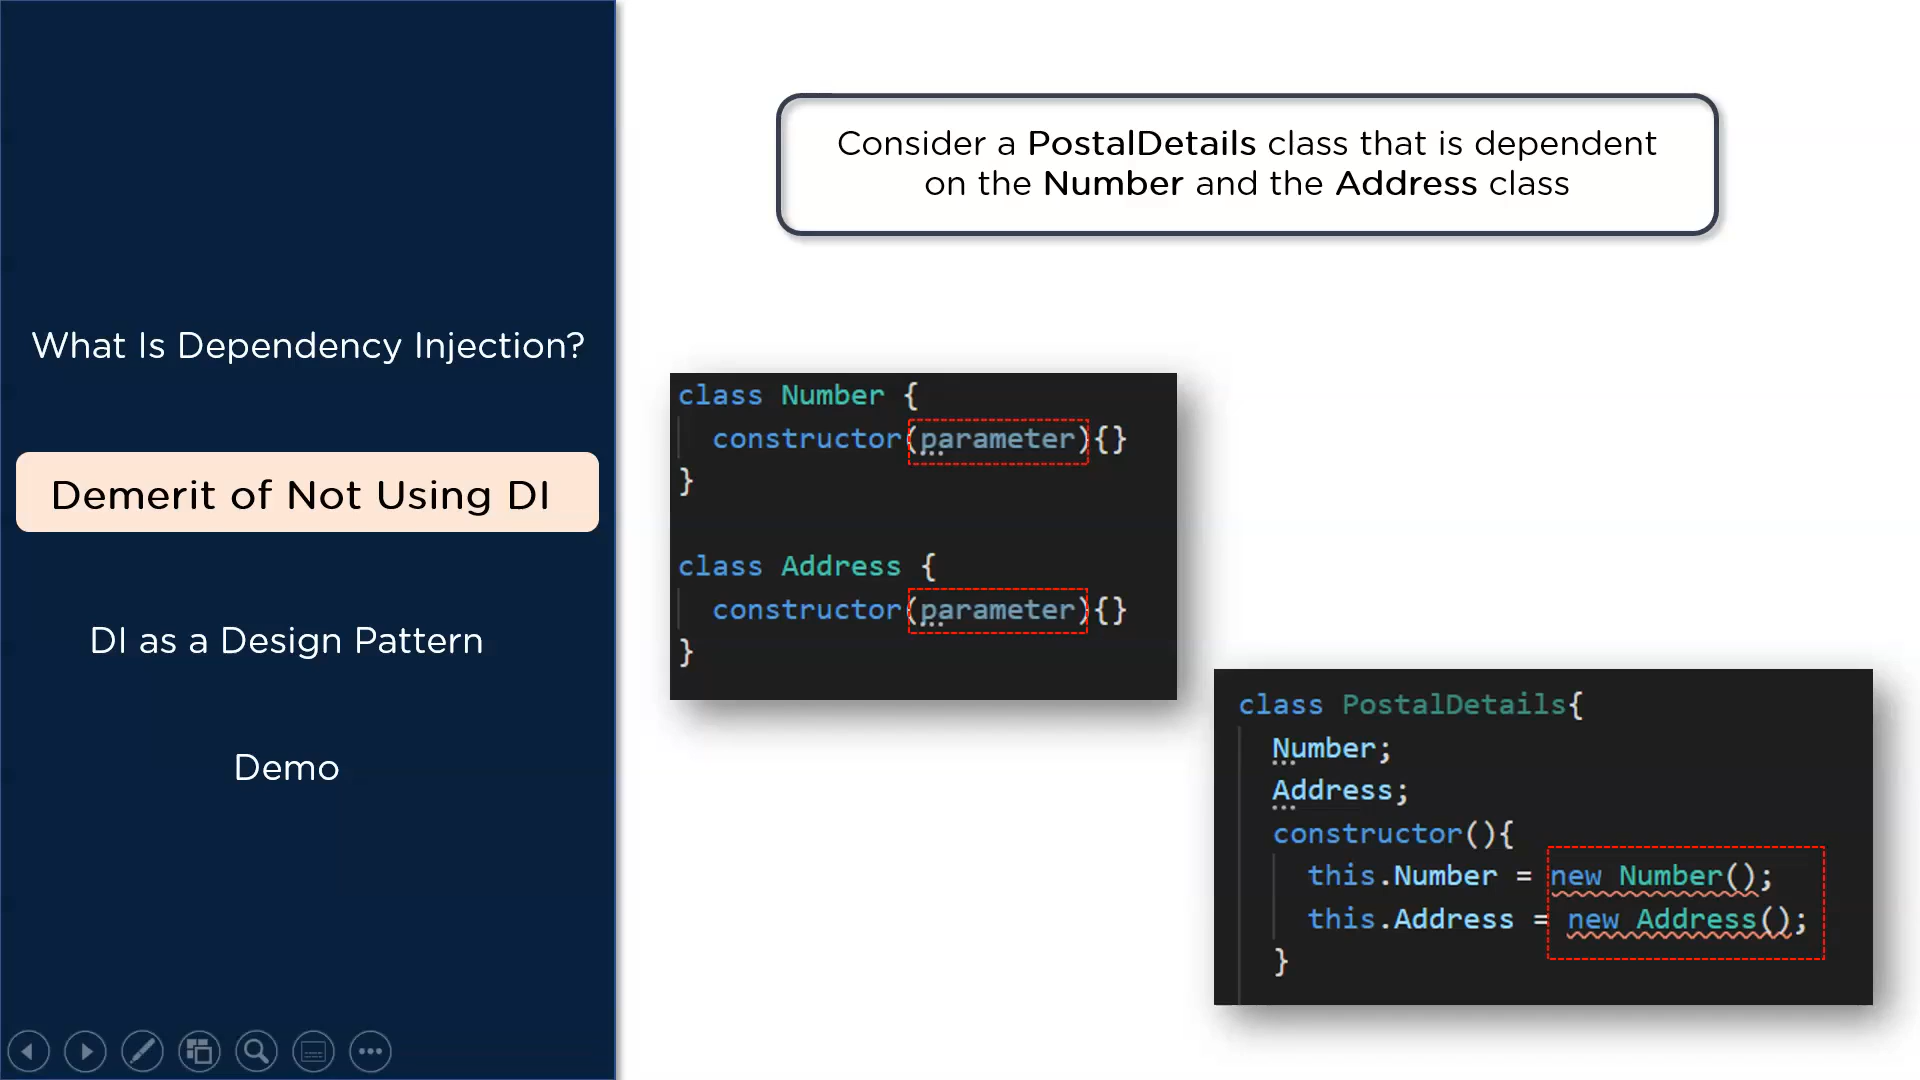 What Is Dependency Injection?
Demerit of Not Using DI
DI as a Design Pattern
Demo
Consider a PostalDetails class that is dependent
on the Number and the Address class
class Number {
constructor(parameter){}
}
class Address {
constructor(parameter){}
}
class PostalDetails{
Number;
Address;
constructor(){
this.Number = new Number();
this.Address = new Address();
}